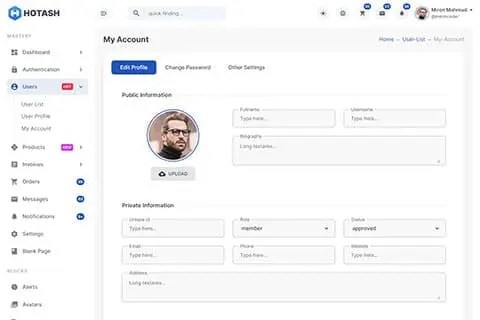 HOTASH
quick finding...
Miron Mahmud
@mironcoder
MASTERY
Dashboard
Authentication
Users HOT
User List
User Profile
My Account
Products NEW
Invoices
Orders
Messages
Notifications
Settings
Blank Page
BLOCKS
Alerts
Avatars
My Account
Home – User-List – My-Account
Edit Profile
Change Password
Other Settings
Public Information
UPLOAD
Fullname
Type here...
Username
Type here...
Biography
Long textarea...
Private Information
Unique Id
Type here...
Role
member
Status
approved
Email
Type here...
Phone
Type here...
Website
Type here...
Address
Long textarea...